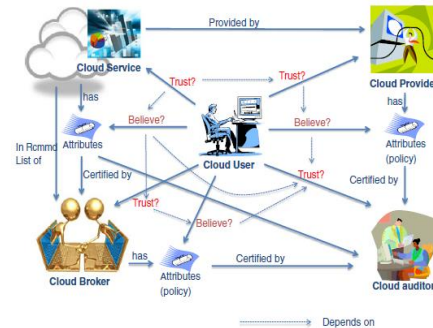 Provided by
Cloud Service
Trust?
Trust?
Cloud Provide
has
has
Believe?
Believe?
In Rcmmd
List of
Attributes
Cloud User
Attributes
(policy)
Certified by
Trust?
Certified by
Trust?
Believe?
has
Attributes
(policy)
Certified by
Cloud Broker
Cloud auditor
Depends on